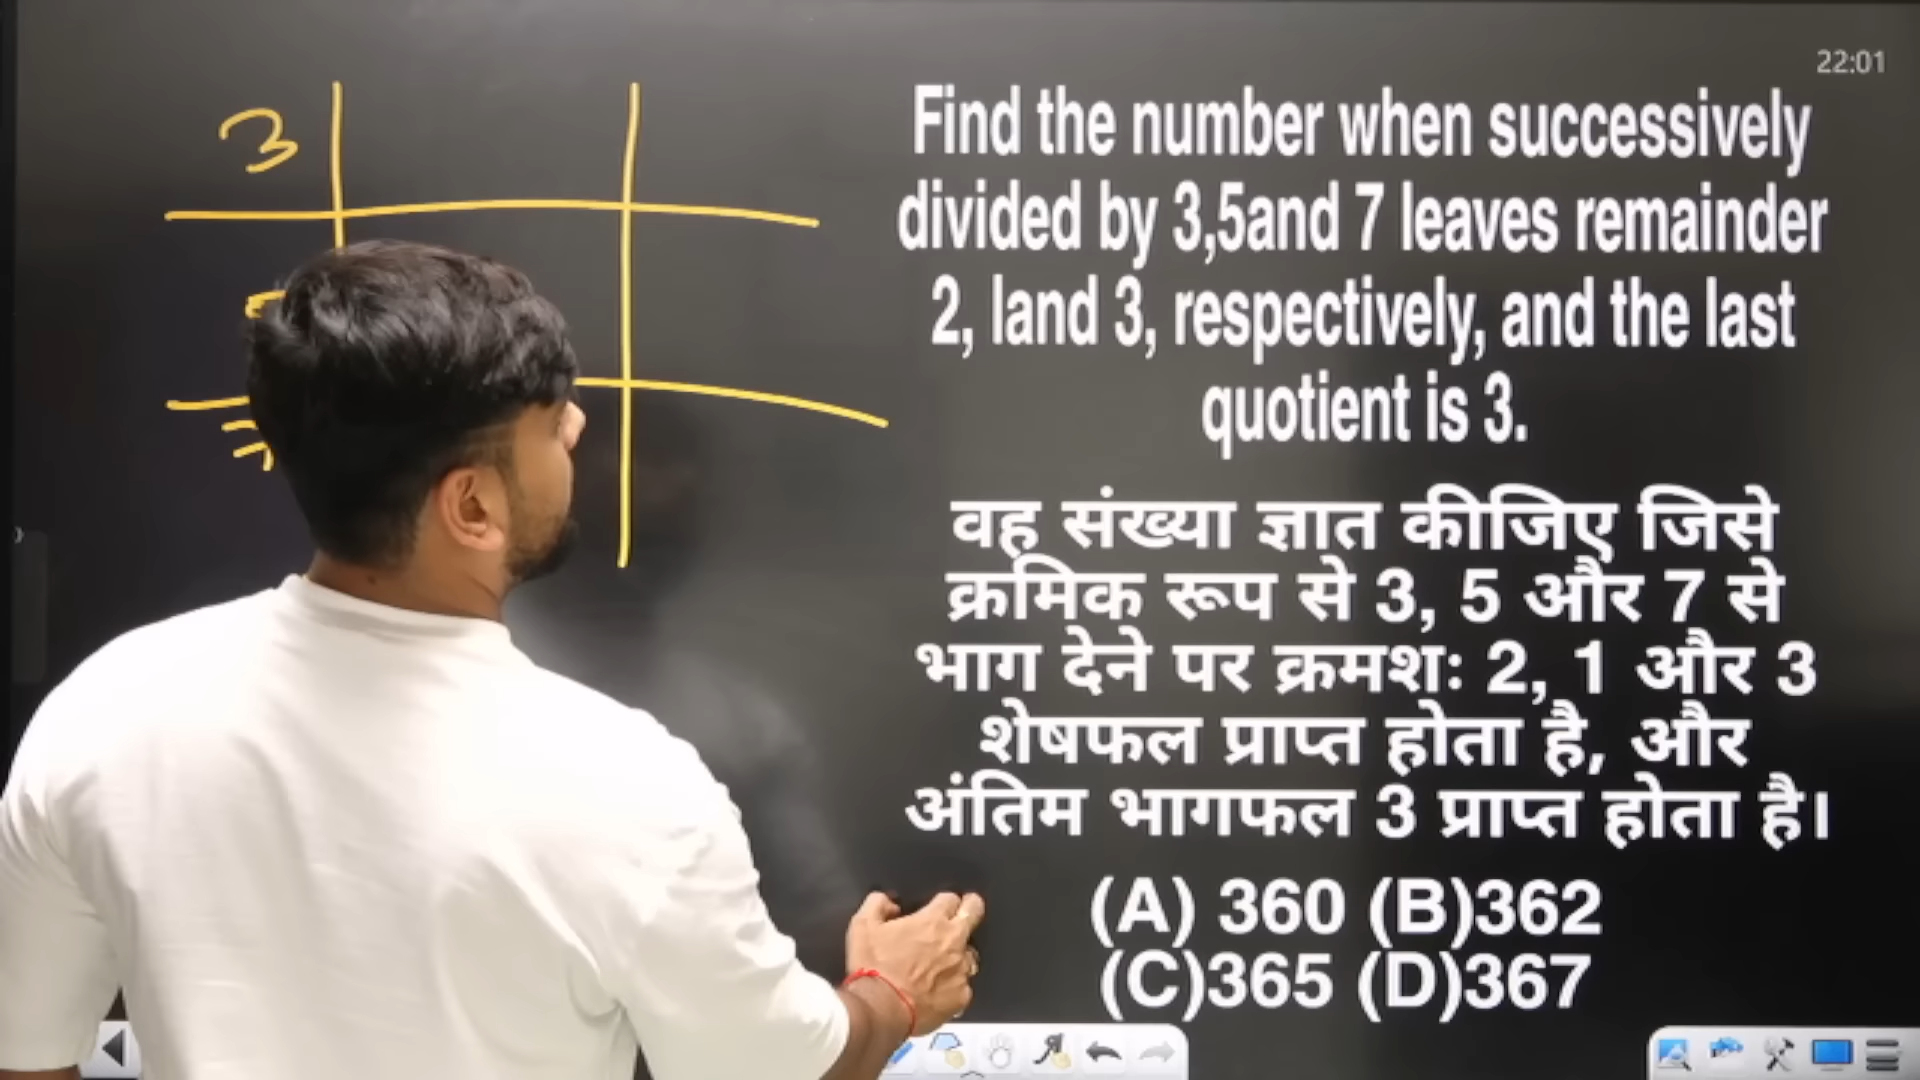 22:01
3
Find the number when successively
divided by 3,5and 7 leaves remainder
2, land 3, respectively, and the last
quotient is 3.
वह संख्या ज्ञात कीजिए जिसे
क्रमिक रूप से 3, 5 और 7 से
भाग देने पर क्रमशः 2, 1 और 3
शेषफल प्राप्त होता है, और
अंतिम भागफल 3 प्राप्त होता है।
(A) 360 (B)362
(C)365 (D)367